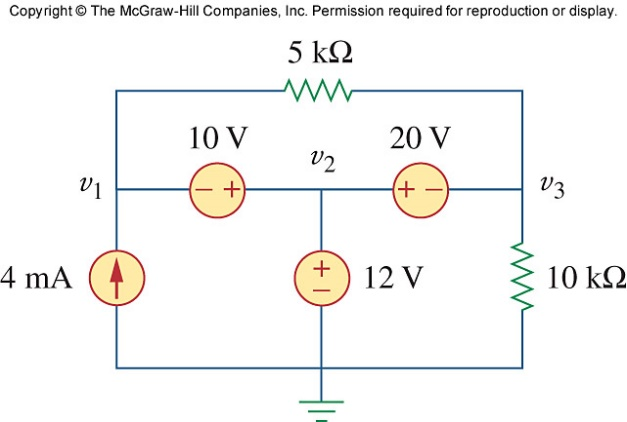 Copyright © The McGraw-Hill Companies, Inc. Permission required for reproduction or display.
5 kΩ
10 V
20 V
v2
v1
v3
− +
+ −
4 mA
+
−
12 V
10 kΩ